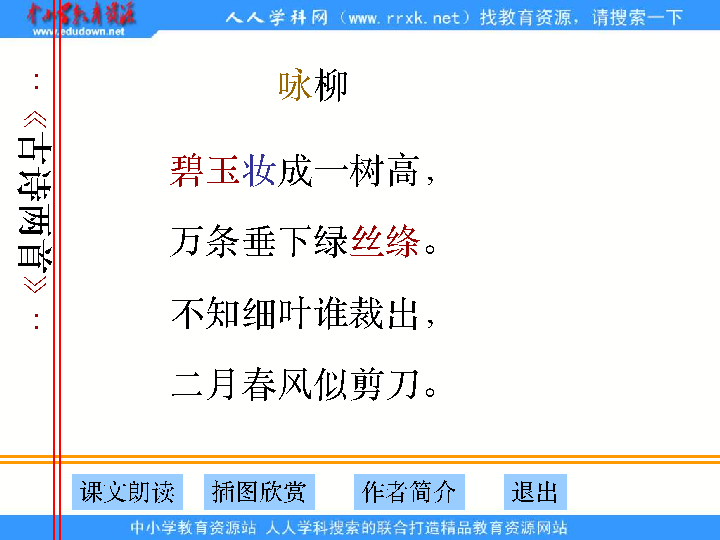 中小学教育资源
www.edudown.net
人人学科网（www.rrxk.net）找教育资源，请搜索一下
：《古诗两首》：
咏柳
碧玉妆成一树高，
万条垂下绿丝绦。
不知细叶谁裁出，
二月春风似剪刀。
课文朗读 插图欣赏 作者简介 退出
中小学教育资源站 人人学科搜索的联合打造精品教育资源网站